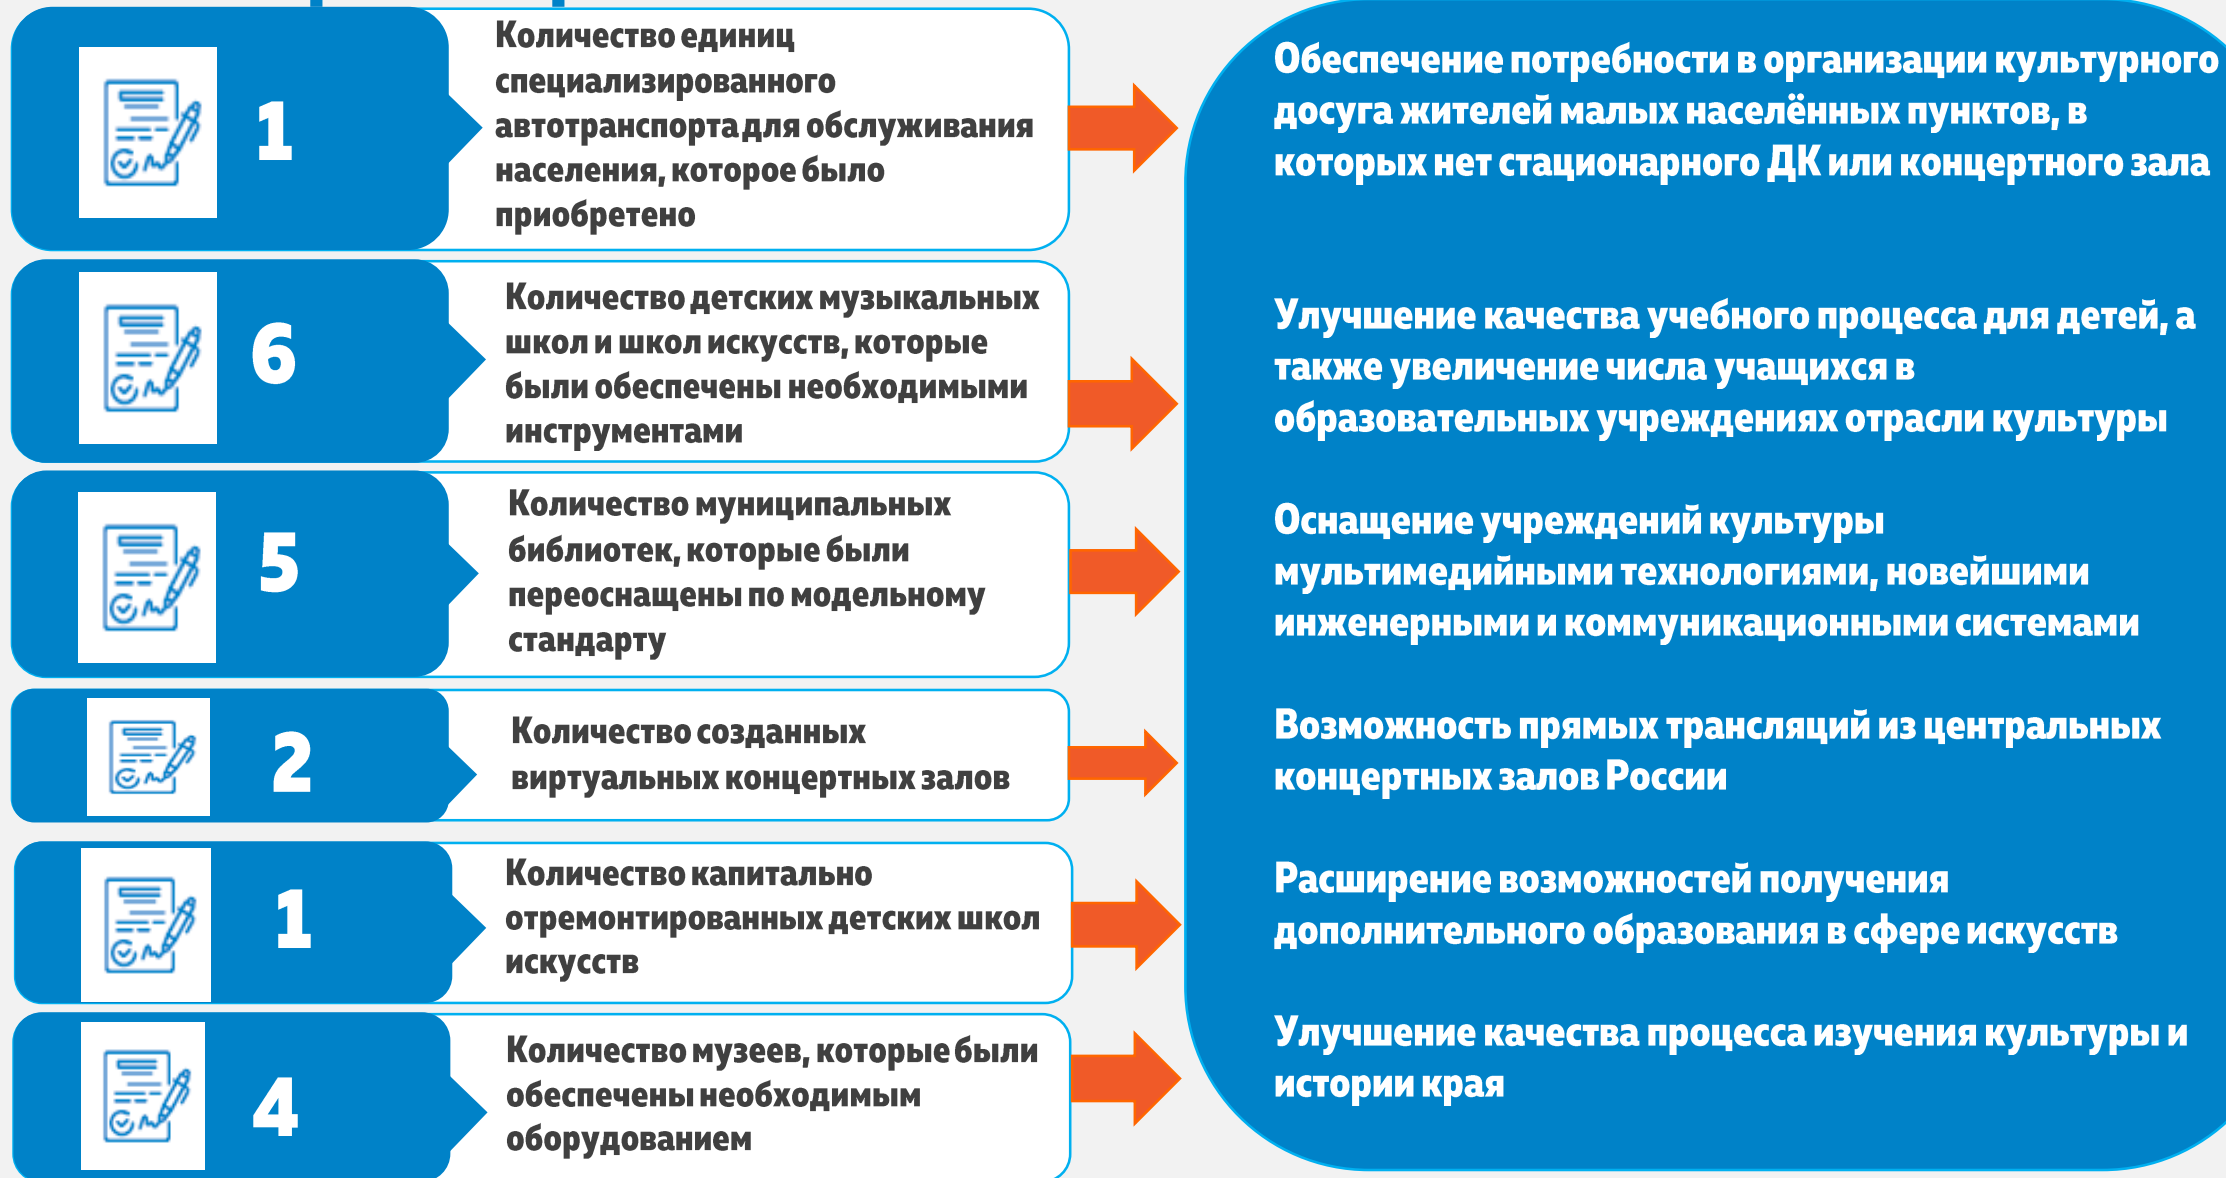 1
Количество единиц
специализированного
автотранспорта для обслуживания
населения, которое было
приобретено
Обеспечение потребности в организации культурного
досуга жителей малых населённых пунктов, в
которых нет стационарного ДК или концертного зала
6
Количество детских музыкальных
школ и школ искусств, которые
были обеспечены необходимыми
инструментами
Улучшение качества учебного процесса для детей, а
также увеличение числа учащихся в
образовательных учреждениях отрасли культуры
5
Количество муниципальных
библиотек, которые были
переоснащены по модельному
стандарту
Оснащение учреждений культуры
мультимедийными технологиями, новейшими
инженерными и коммуникационными системами
2
Количество созданных
виртуальных концертных залов
Возможность прямых трансляций из центральных
концертных залов России
1
Количество капитально
отремонтированных детских школ
искусств
Расширение возможностей получения
дополнительного образования в сфере искусств
4
Количество музеев, которые были
обеспечены необходимым
оборудованием
Улучшение качества процесса изучения культуры и
истории края